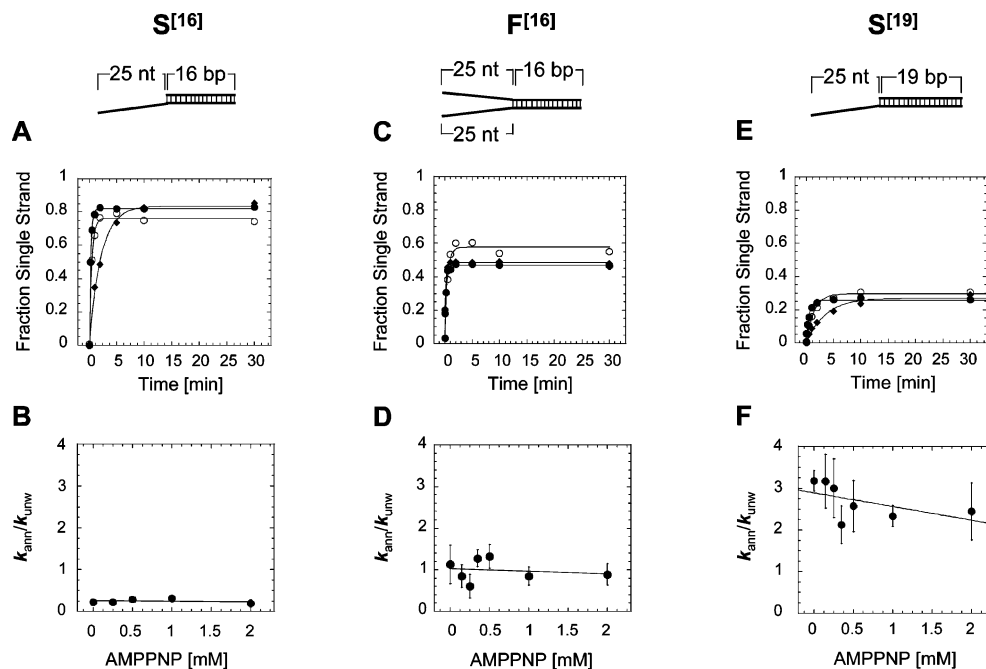 S[16]
F[16]
S[19]
25 nt 16 bp
25 nt 16 bp
25 nt
25 nt 19 bp
A
Fraction Single Strand
1
0.8
0.6
0.4
0.2
0
0 5 10 15 20 25 30
Time [min]
C
Fraction Single Strand
1
0.8
0.6
0.4
0.2
0
0 5 10 15 20 25 30
Time [min]
E
Fraction Single Strand
1
0.8
0.6
0.4
0.2
0
0 5 10 15 20 25 30
Time [min]
B
kann/kunw
4
3
2
1
0
0 0.5 1 1.5 2
AMPPNP [mM]
D
kann/kunw
4
3
2
1
0
0 0.5 1 1.5 2
AMPPNP [mM]
F
kann/kunw
4
3
2
1
0
0 0.5 1 1.5 2
AMPPNP [mM]